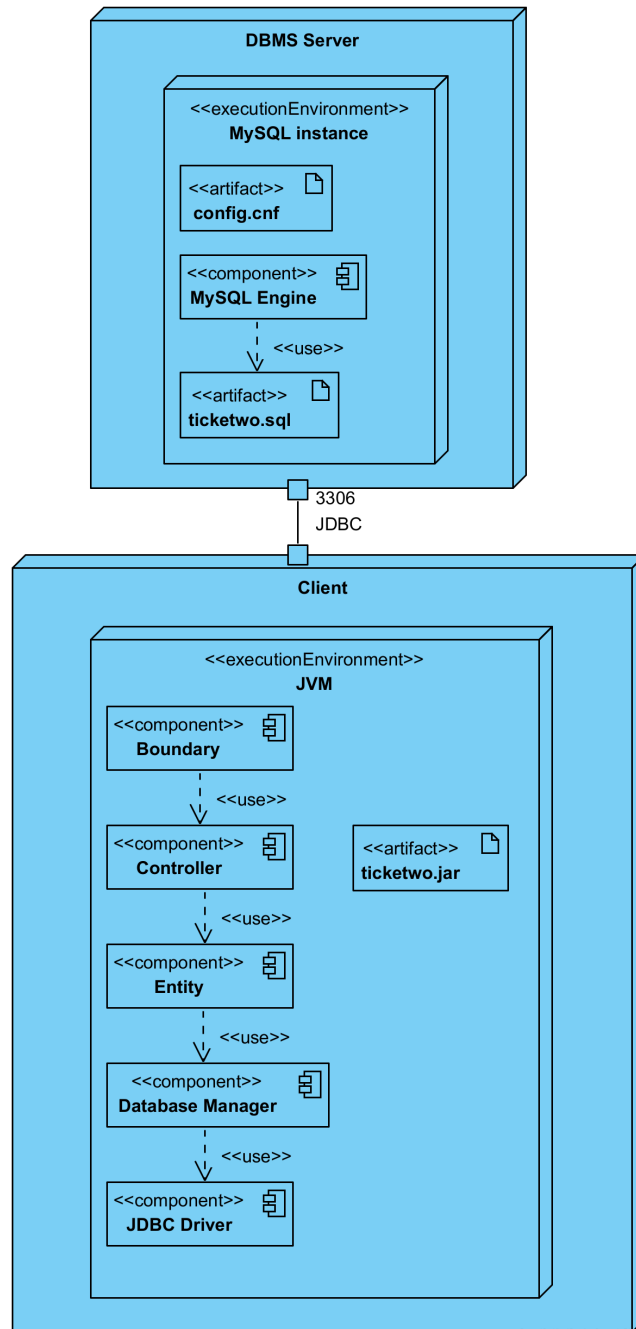 DBMS Server
<<executionEnvironment>>
MySQL instance
<<artifact>>
config.cnf
<<component>>
MySQL Engine
<<use>>
<<artifact>>
ticketwo.sql
3306
JDBC
Client
<<executionEnvironment>>
JVM
<<component>>
Boundary
<<use>>
<<component>>
Controller
<<artifact>>
ticketwo.jar
<<use>>
<<component>>
Entity
<<use>>
<<component>>
Database Manager
<<use>>
<<component>>
JDBC Driver